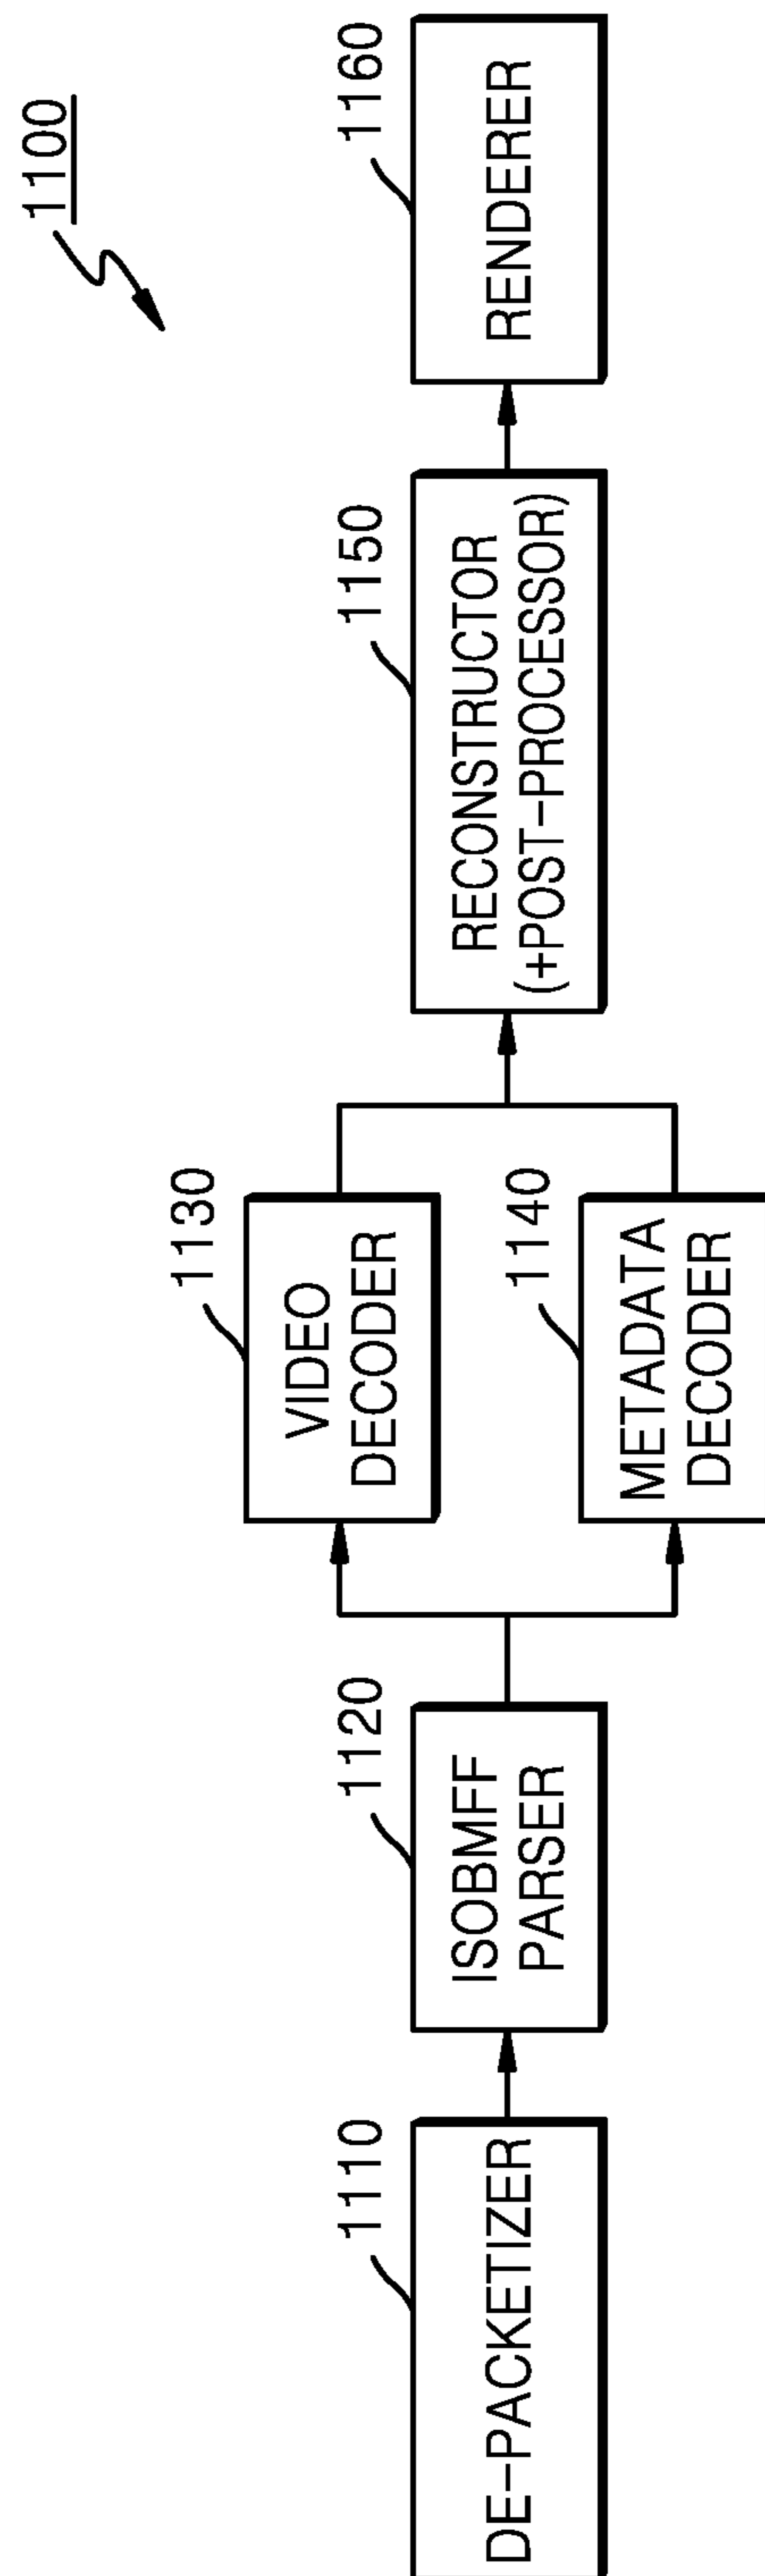 1100
1110
DE-PACKETIZER
1120
ISOBMFF
PARSER
1130
VIDEO
DECODER
1140
METADATA
DECODER
1150
RECONSTRUCTOR
(+POST-PROCESSOR)
1160
RENDERER